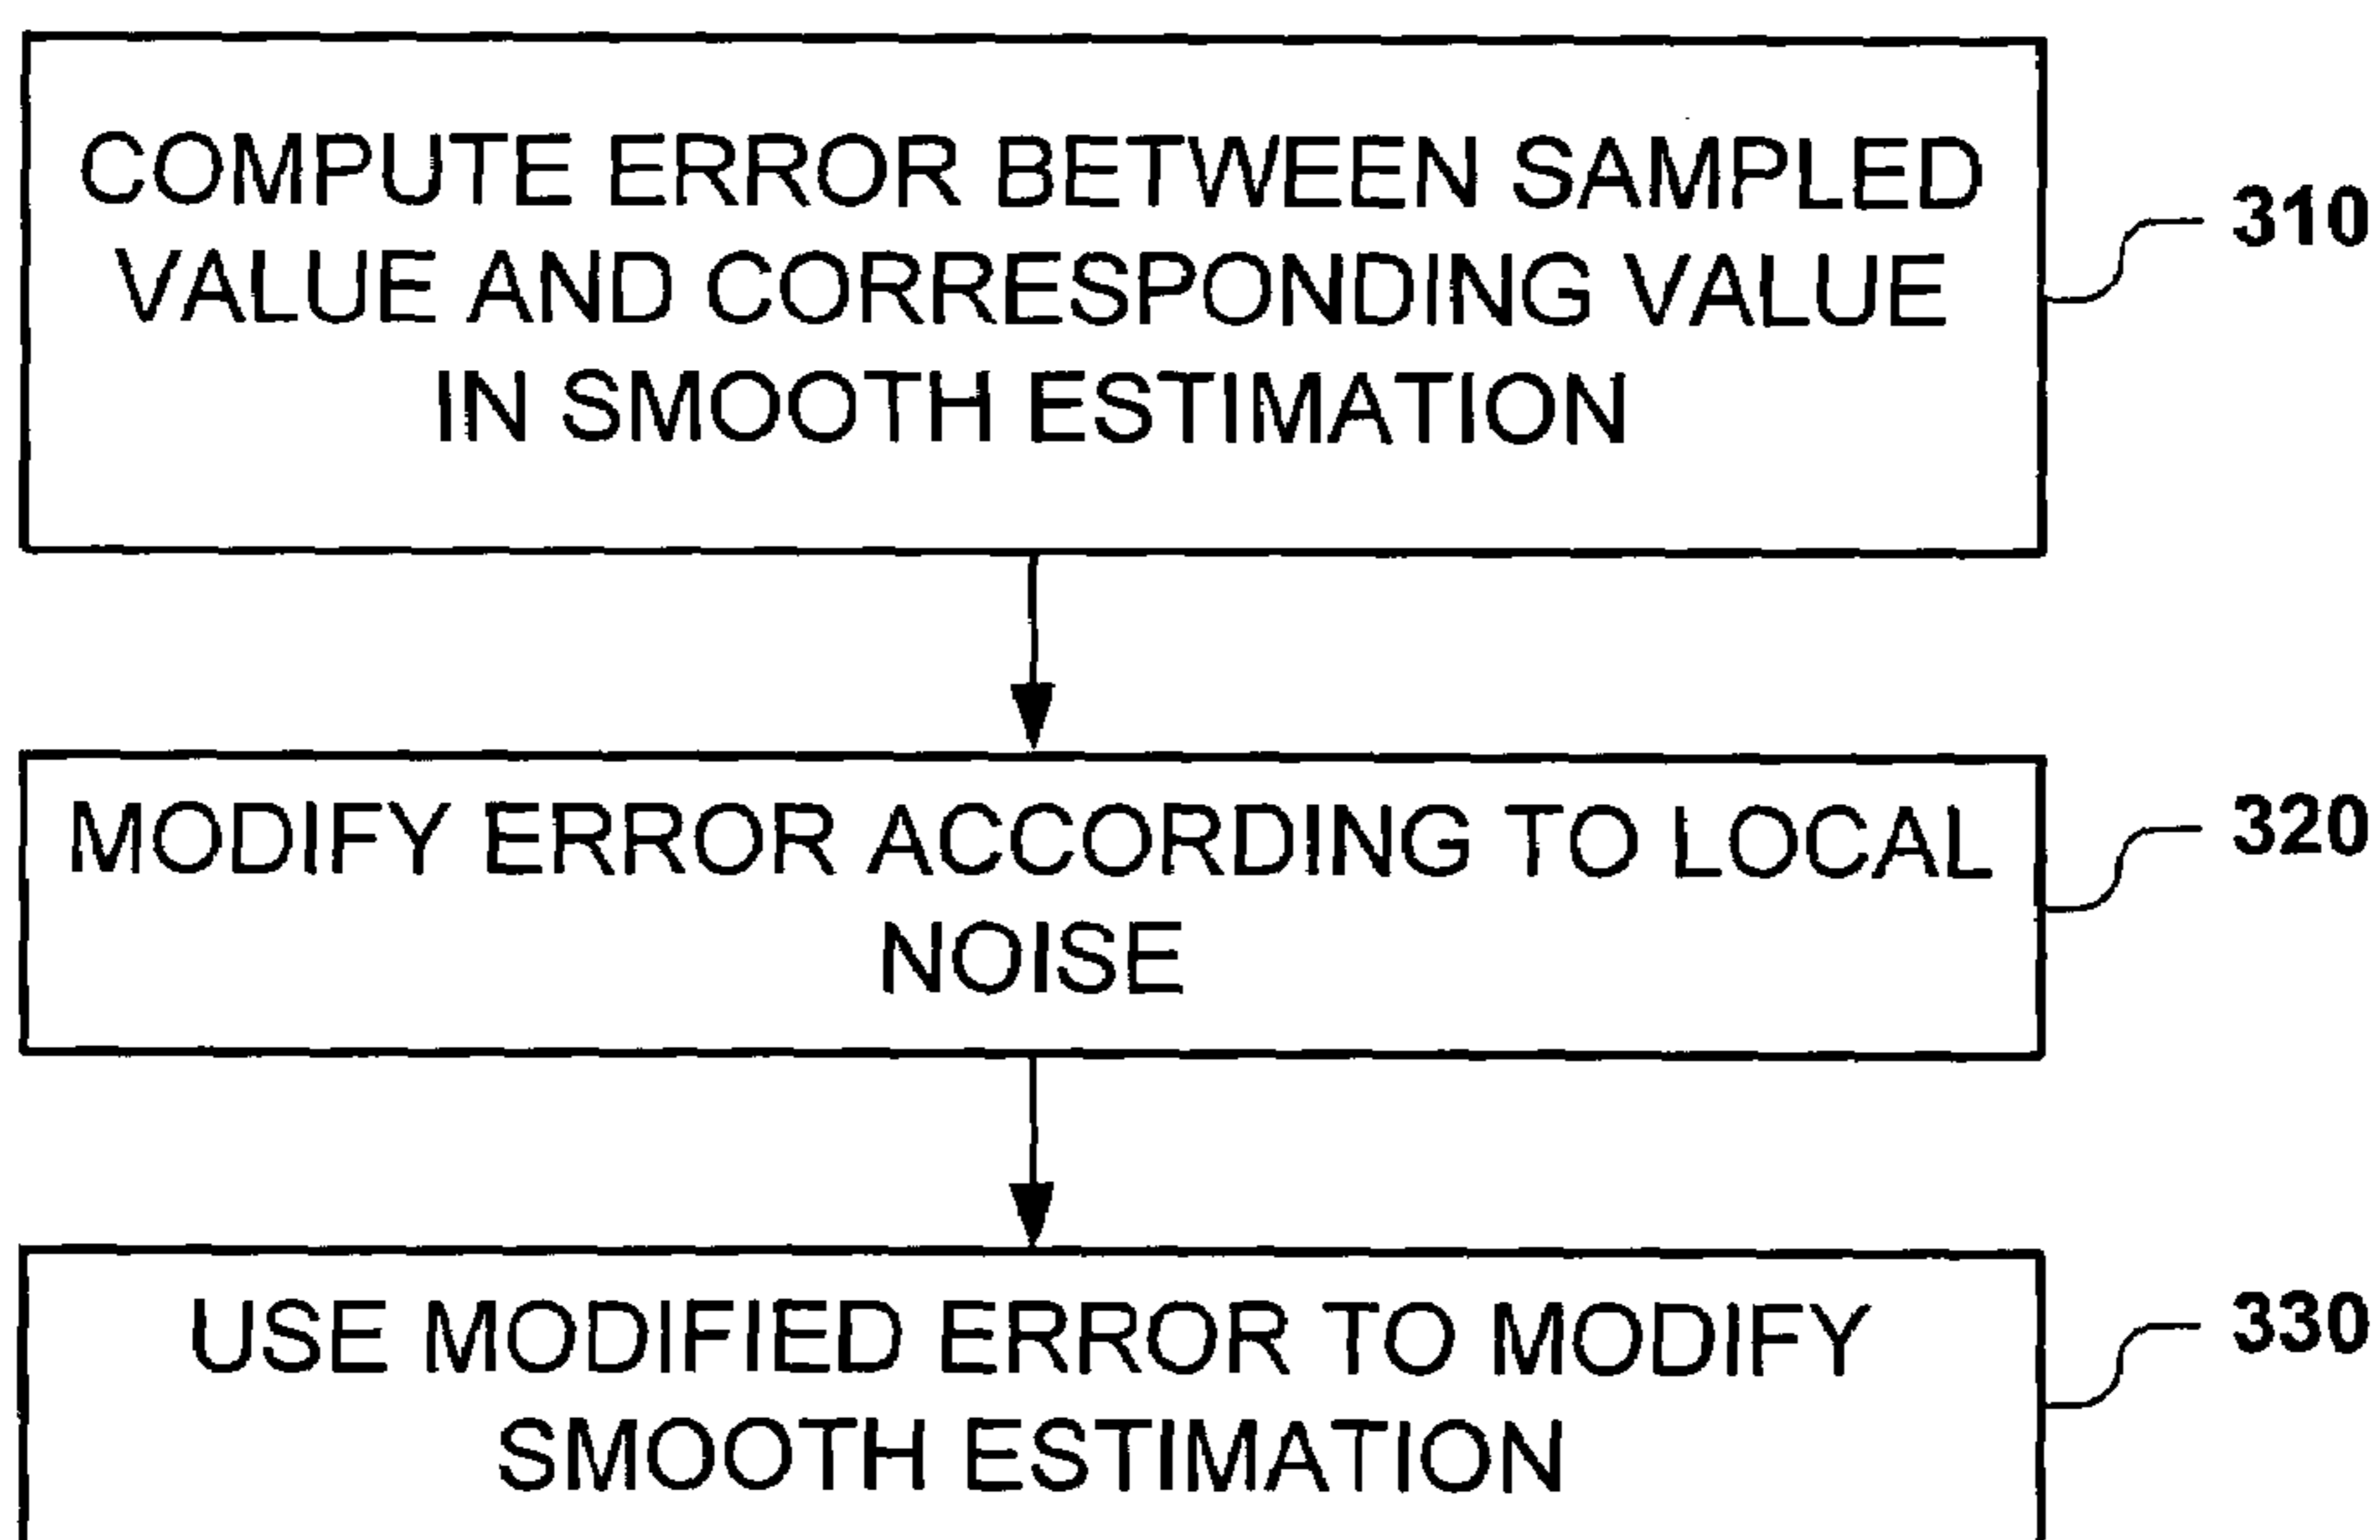 COMPUTE ERROR BETWEEN SAMPLED
VALUE AND CORRESPONDING VALUE
IN SMOOTH ESTIMATION
310
MODIFY ERROR ACCORDING TO LOCAL
NOISE
320
USE MODIFIED ERROR TO MODIFY
SMOOTH ESTIMATION
330